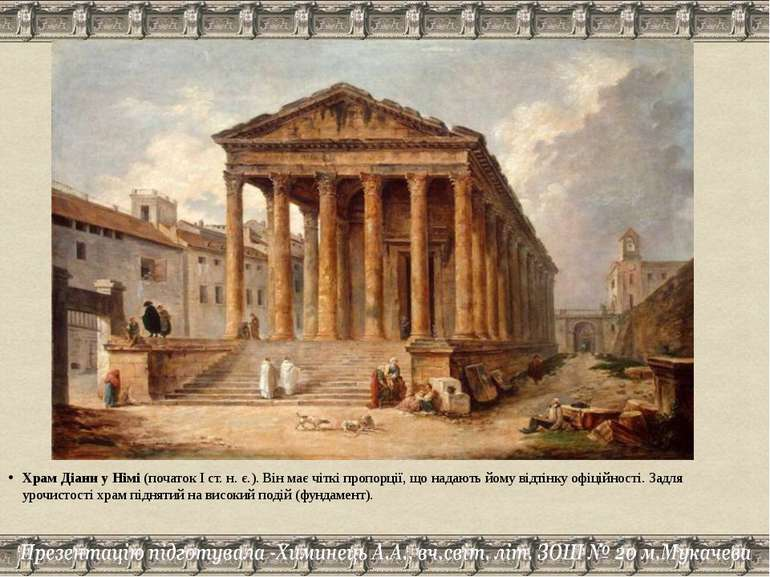 • Храм Діани у Німі (початок І ст. н. є.). Він має чіткі пропорції, що надають йому відтінку офіційності. Задля
урочистості храм піднятий на високий подій (фундамент).
Презентацію підготувала -Химинець А.А., вч.світ. літ. ЗОШ № 20 м.Мукачева